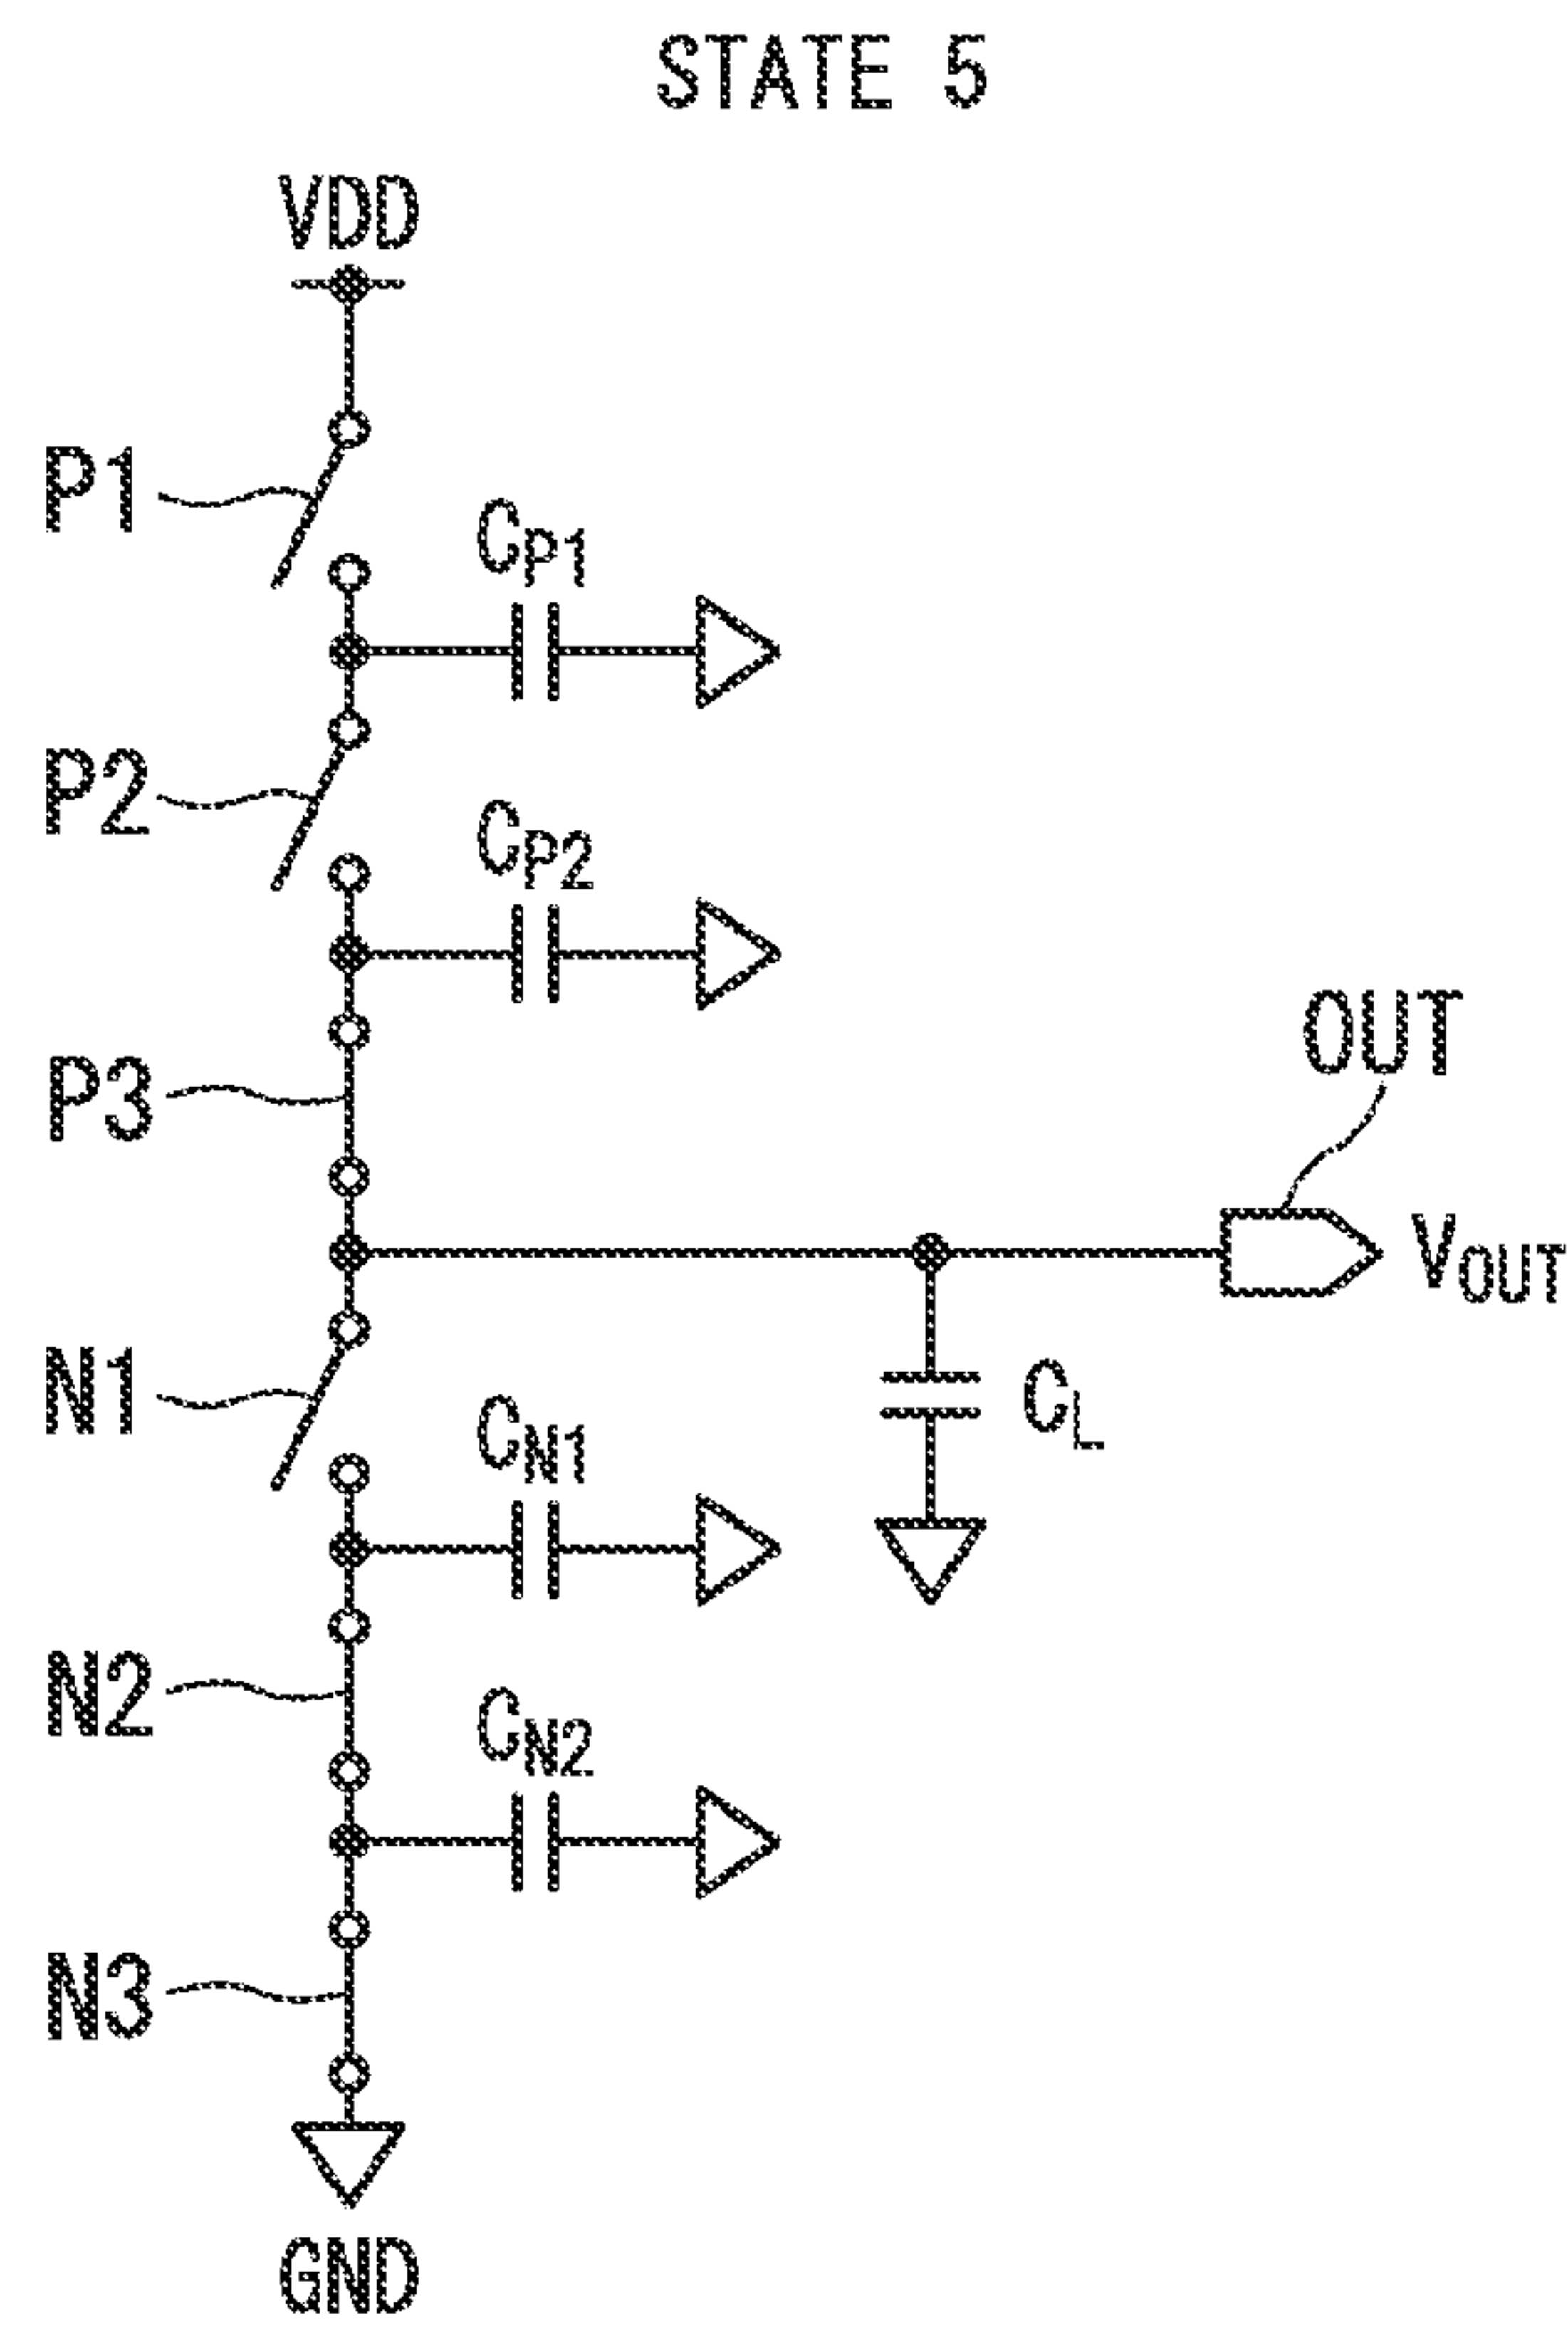 STATE 5
VDD
P1
CP1
P2
CP2
OUT
P3
VOUT
N1
CL
CN1
N2
CN2
N3
GND